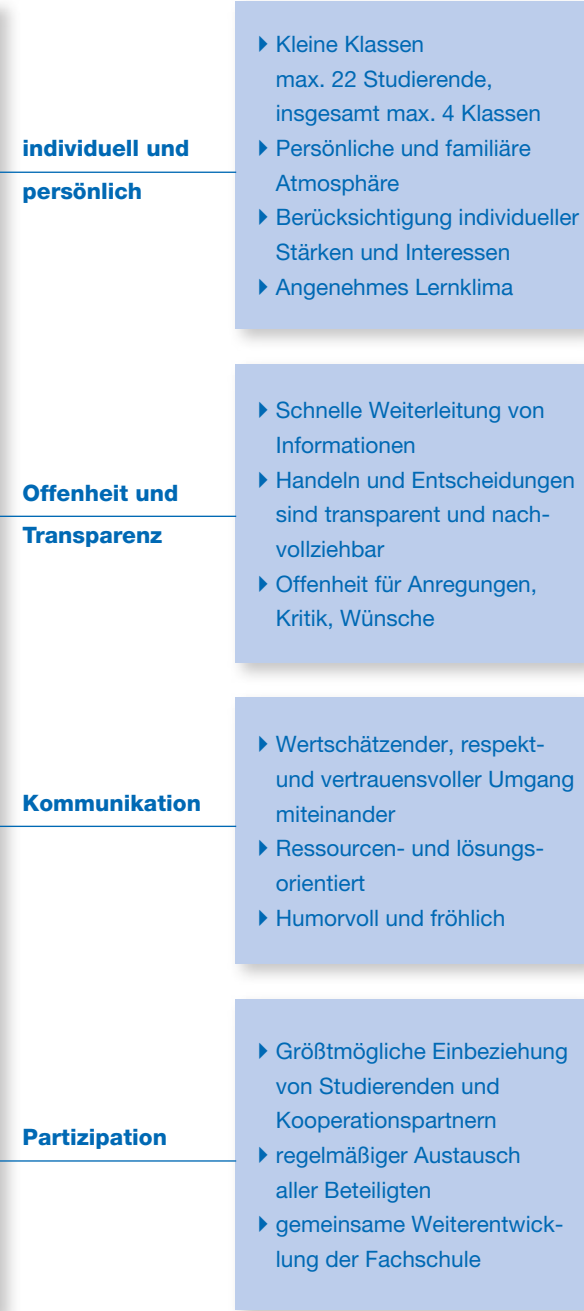 individuell und
persönlich
▸ Kleine Klassen
max. 22 Studierende,
insgesamt max. 4 Klassen
▸ Persönliche und familiäre
Atmosphäre
▸ Berücksichtigung individueller
Stärken und Interessen
▸ Angenehmes Lernklima
Offenheit und
Transparenz
▸ Schnelle Weiterleitung von
Informationen
▸ Handeln und Entscheidungen
sind transparent und nach-
vollziehbar
▸ Offenheit für Anregungen,
Kritik, Wünsche
Kommunikation
▸ Wertschätzender, respekt-
und vertrauensvoller Umgang
miteinander
▸ Ressourcen- und lösungs-
orientiert
▸ Humorvoll und fröhlich
Partizipation
▸ Größtmögliche Einbeziehung
von Studierenden und
Kooperationspartnern
▸ regelmäßiger Austausch
aller Beteiligten
▸ gemeinsame Weiterentwick-
lung der Fachschule